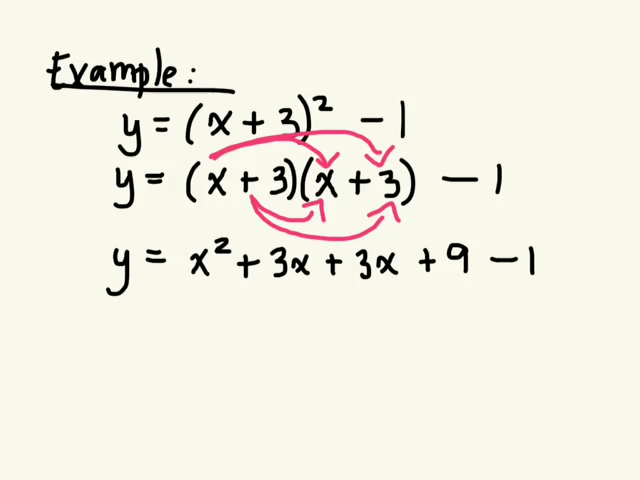 Example:
y = (x + 3)² - 1
y = (x + 3)(x + 3) - 1
y = x² + 3x + 3x + 9 - 1